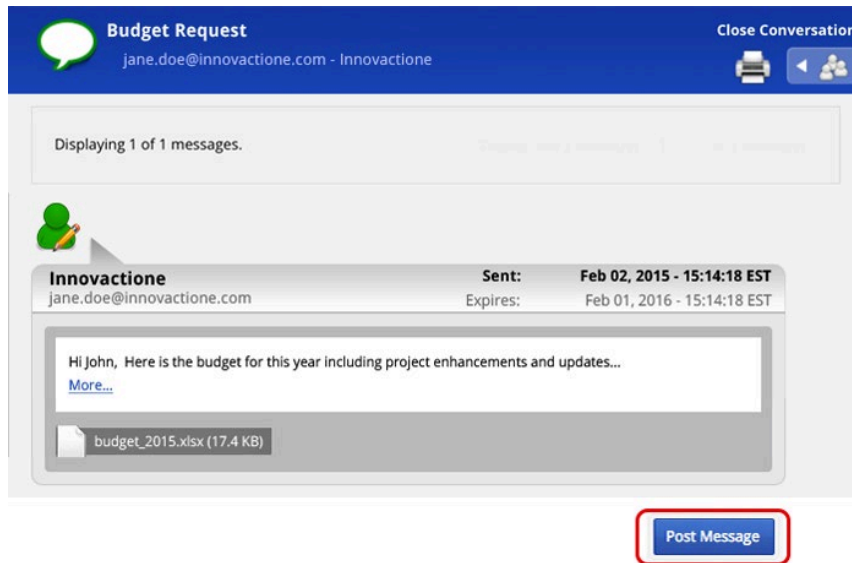 Budget Request
Close Conversation
jane.doe@innovactione.com - Innovactione
Displaying 1 of 1 messages.
Innovactione
Sent: Feb 02, 2015 - 15:14:18 EST
jane.doe@innovactione.com
Expires: Feb 01, 2016 - 15:14:18 EST
Hi John, Here is the budget for this year including project enhancements and updates...
More...
budget_2015.xlsx (17.4 KB)
Post Message